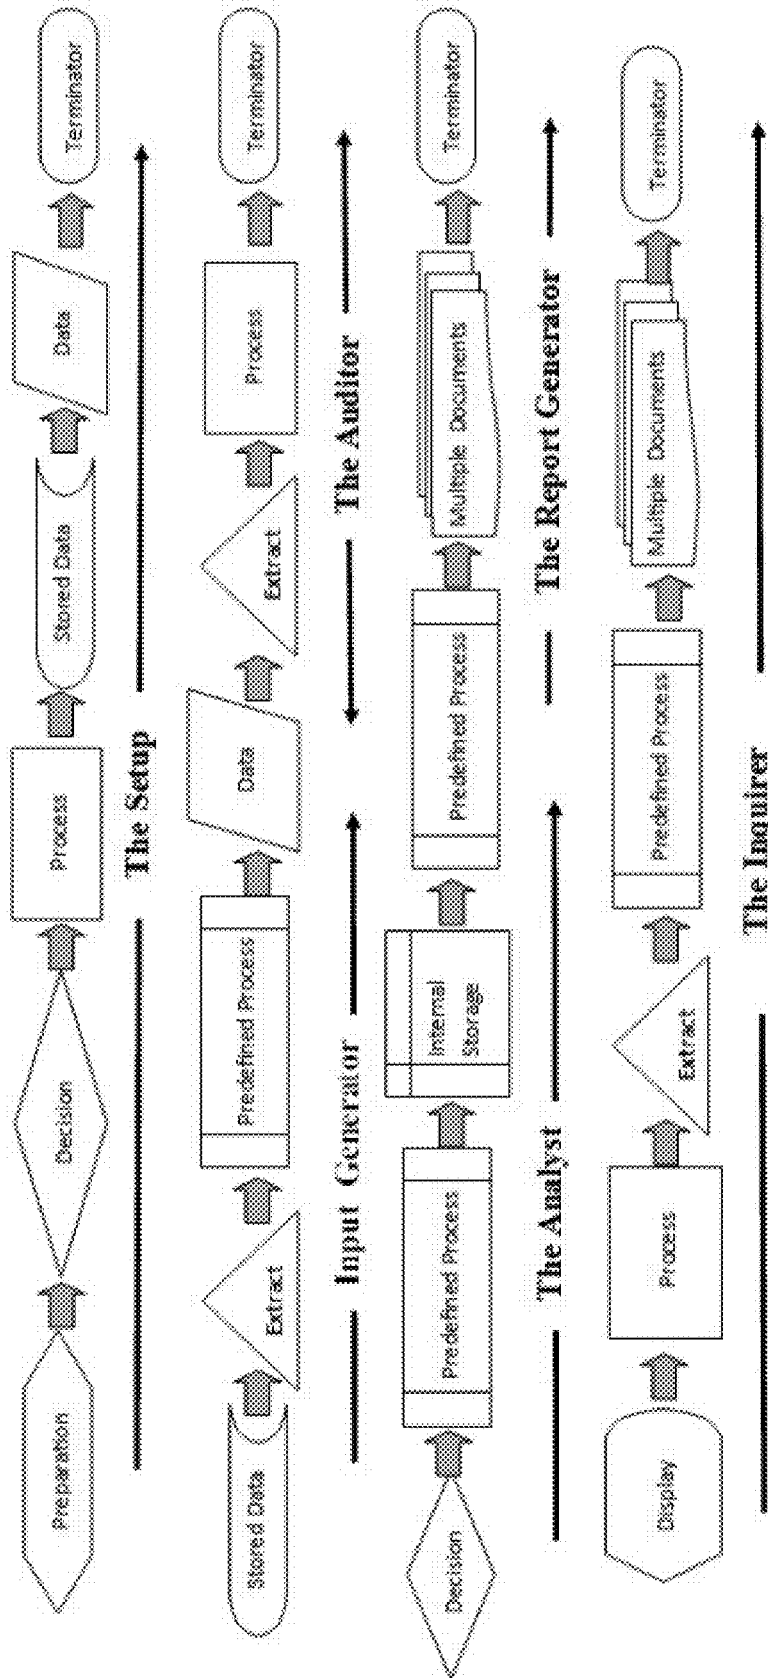 Preparation
Decision
Process
Stored Data
Data
Terminator
The Setup
Stored Data
Extract
Predefined Process
Data
Extract
Process
Terminator
Input Generator
The Auditor
Decision
Predefined Process
Internal
Storage
Predefined Process
Multiple Documents
Terminator
The Analyst
The Report Generator
Display
Process
Extract
Predefined Process
Multiple Documents
Terminator
The Inquirer